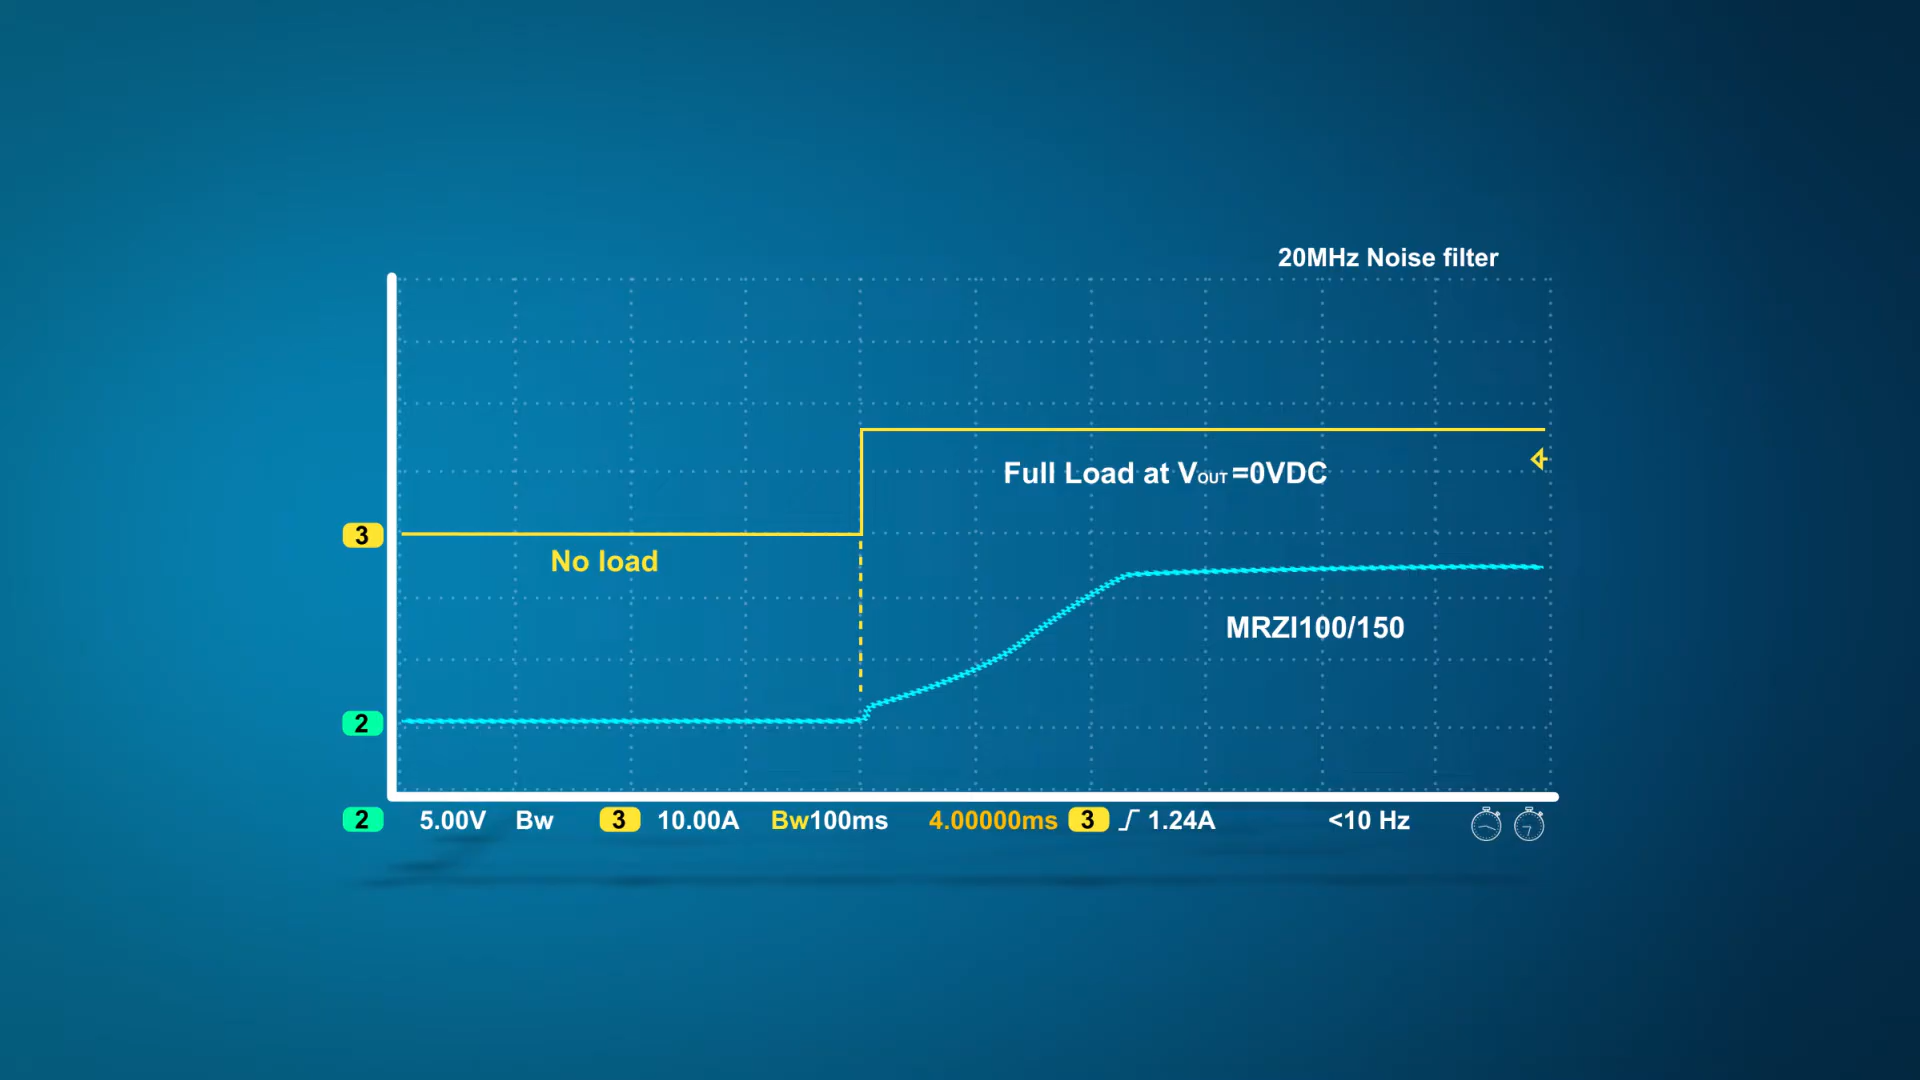 20MHz Noise filter
Full Load at VOUT=0VDC
3
No load
MRZI100/150
2
2 5.00V Bw 3 10.00A Bw100ms 4.00000ms 3 1.24A <10 Hz